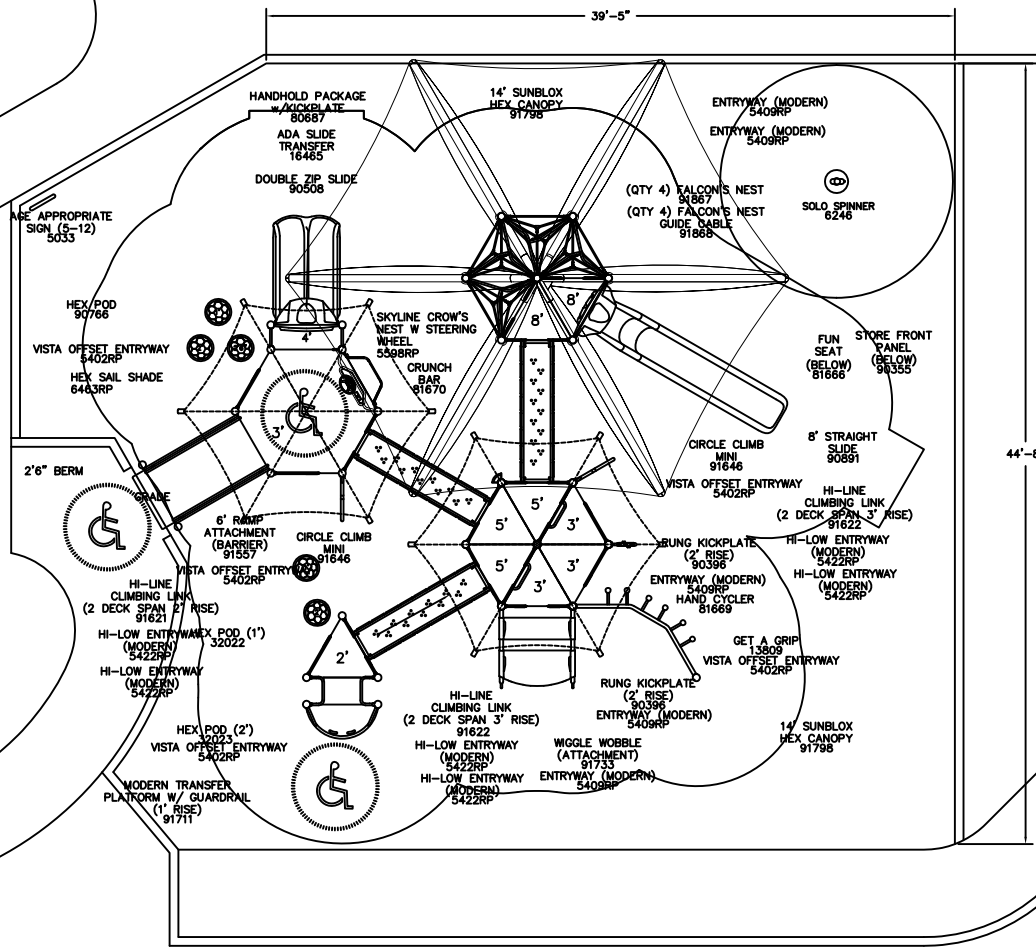 39'-5"
HANDHOLD PACKAGE
w/KICKPLATE
80687
ADA SLIDE
TRANSFER
16465
DOUBLE ZIP SLIDE
90508
14' SUNBLOX
HEX CANOPY
91798
ENTRYWAY (MODERN)
5409RP
ENTRYWAY (MODERN)
5409RP
(QTY 4) FALCON'S NEST
91867
(QTY 4) FALCON'S NEST
GUIDE CABLE
91868
SOLO SPINNER
6246
AGE APPROPRIATE
SIGN (5-12)
5033
HEX POD
90766
VISTA OFFSET ENTRYWAY
5402RP
HEX SAIL SHADE
6463RP
4'
3'
SKYLINE CROW'S
NEST W STEERING
WHEEL
5598RP
CRUNCH
BAR
81670
8'
8'
FUN
SEAT
(BELOW)
81666
STORE FRONT
PANEL
(BELOW)
90355
8' STRAIGHT
SLIDE
90891
44'-8
CIRCLE CLIMB
MINI
91646
VISTA OFFSET ENTRYWAY
5402RP
HI-LINE
CLIMBING LINK
(2 DECK SPAN 3' RISE)
91622
HI-LOW ENTRYWAY
(MODERN)
5422RP
HI-LOW ENTRYWAY
(MODERN)
5422RP
2'6" BERM
GRADE
6' RAMP
ATTACHMENT
(BARRIER)
91557
VISTA OFFSET ENTRYWAY
5402RP
CIRCLE CLIMB
MINI
91646
5'
5'
3'
5'
3'
3'
RUNG KICKPLATE
(2' RISE)
90396
ENTRYWAY (MODERN)
5409RP
HAND CYCLER
81669
HI-LINE
CLIMBING LINK
(2 DECK SPAN 2' RISE)
91621
HI-LOW ENTRYWAY
(MODERN)
5422RP
HI-LOW ENTRYWAY
(MODERN)
5422RP
HEX POD (1')
32022
2'
GET A GRIP
13809
VISTA OFFSET ENTRYWAY
5402RP
RUNG KICKPLATE
(2' RISE)
90396
ENTRYWAY (MODERN)
5409RP
HI-LINE
CLIMBING LINK
(2 DECK SPAN 3' RISE)
91622
HI-LOW ENTRYWAY
(MODERN)
5422RP
HI-LOW ENTRYWAY
(MODERN)
5422RP
WIGGLE WOBBLE
(ATTACHMENT)
91733
ENTRYWAY (MODERN)
5409RP
14' SUNBLOX
HEX CANOPY
91798
HEX POD (2')
32023
VISTA OFFSET ENTRYWAY
5402RP
MODERN TRANSFER
PLATFORM W/ GUARDRAIL
(1' RISE)
91711